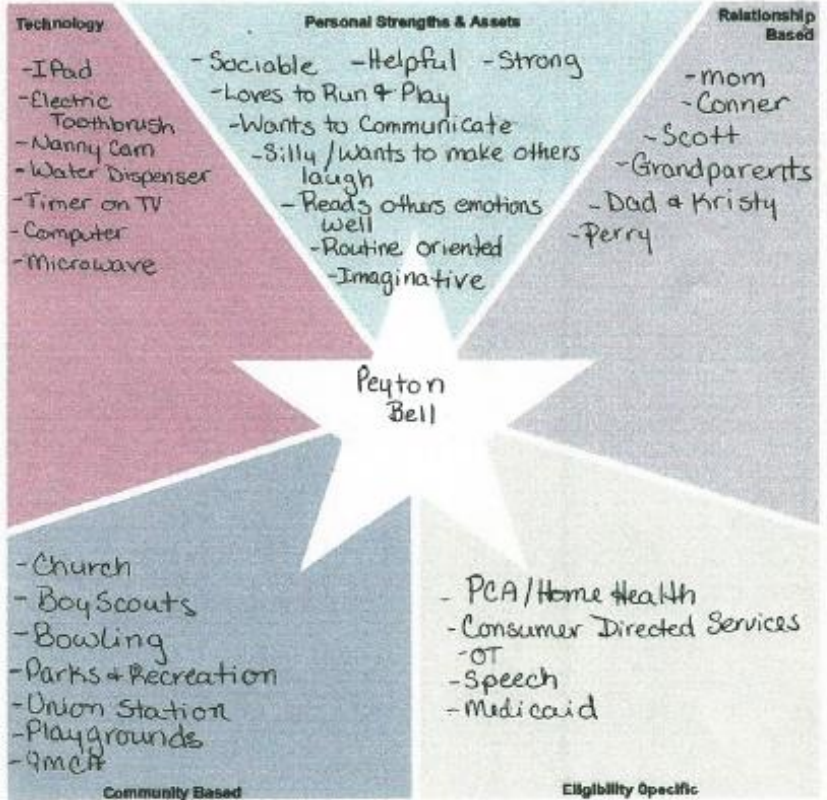 Technology
-IPad
-Electric
Toothbrush
-Nanny Cam
-Water Dispenser
-Timer on TV
-Computer
-Microwave
Personal Strengths & Assets
-Sociable -Helpful -Strong
-Loves to Run & Play
-Wants to Communicate
-Silly/Wants to make others
laugh
-Reads others emotions
well
-Routine oriented
-Imaginative
Relationship
Based
-mom
-Conner
-Scott
-Grandparents
-Dad & Kristy
-Perry
Peyton
Bell
-Church
-Boy Scouts
-Bowling
-Parks & Recreation
-Union Station
-Playgrounds
-YMCA
Community Based
- PCA/Home Health
-Consumer Directed Services
-OT
-Speech
-Medicaid
Eligibility Specific